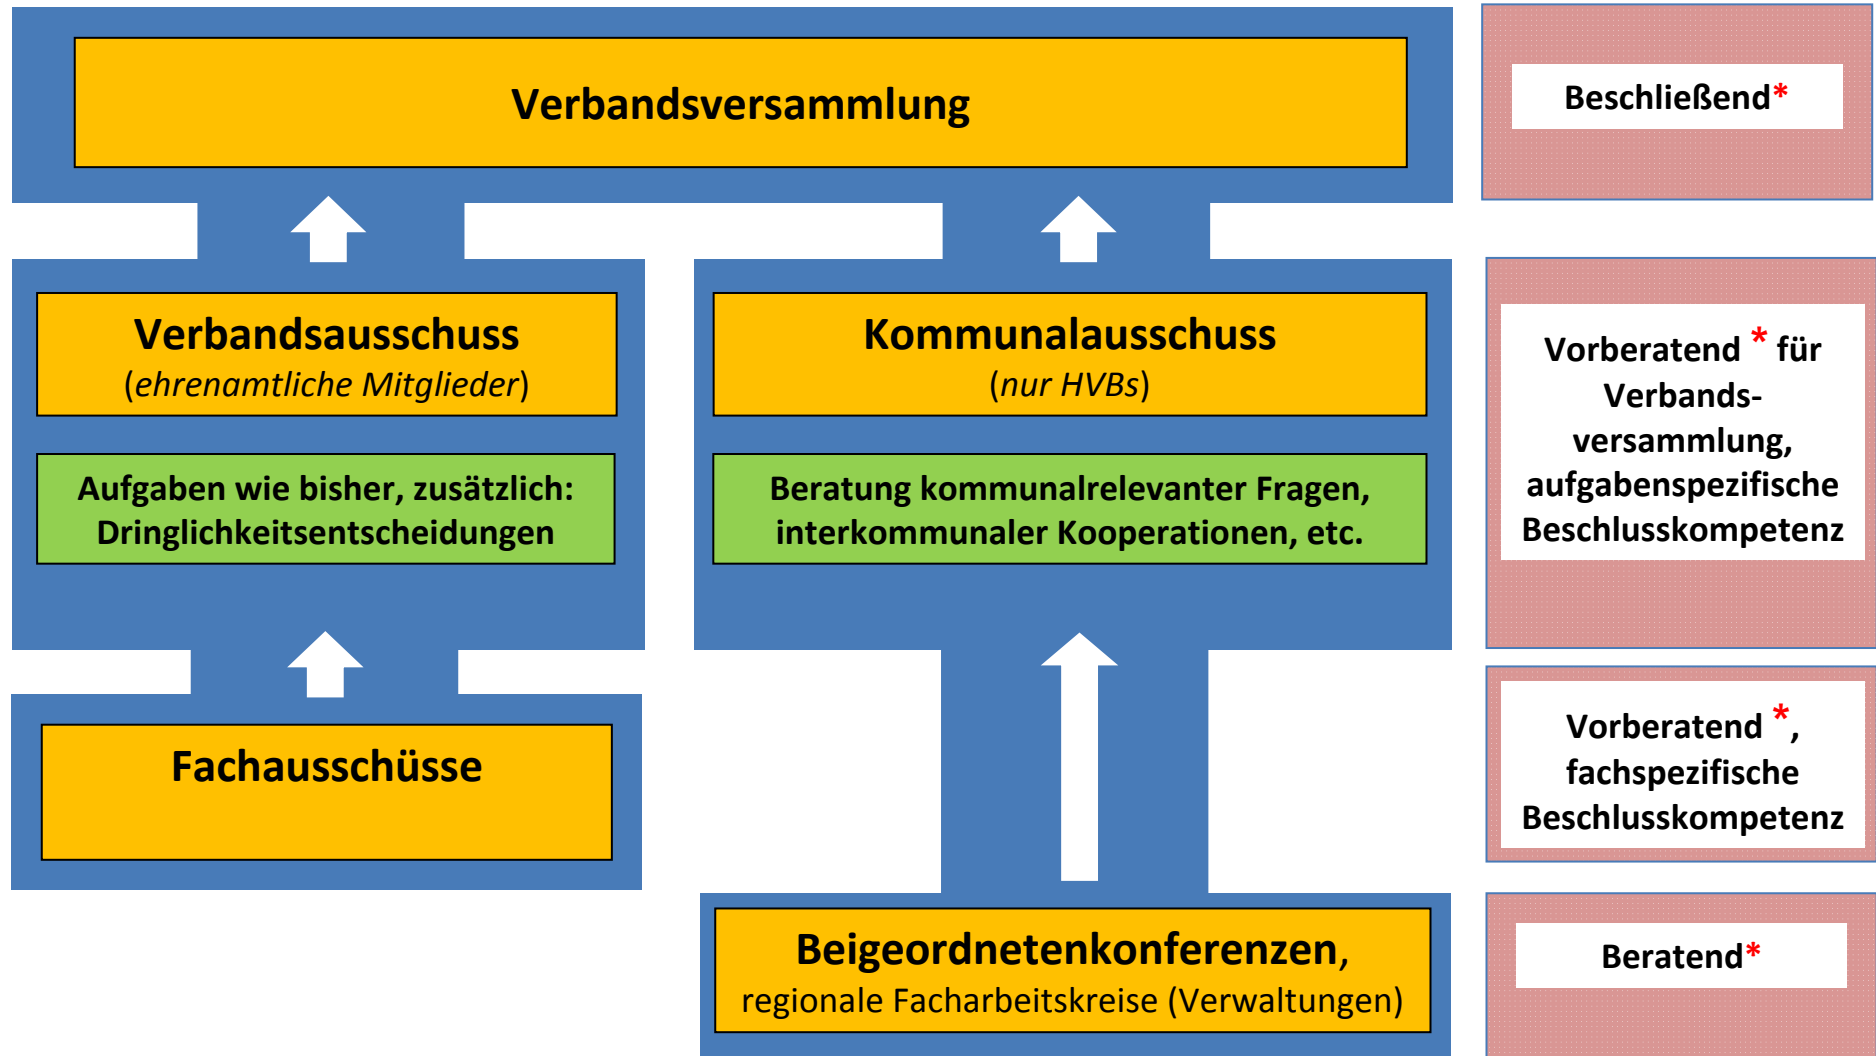 Verbandsversammlung
Beschließend*
Verbandsausschuss
(ehrenamtliche Mitglieder)
Aufgaben wie bisher, zusätzlich:
Dringlichkeitsentscheidungen
Kommunalausschuss
(nur HVBs)
Beratung kommunalrelevanter Fragen,
interkommunaler Kooperationen, etc.
Vorberatend * für
Verbands-
versammlung,
aufgabenspezifische
Beschlusskompetenz
Fachausschüsse
Vorberatend *,
fachspezifische
Beschlusskompetenz
Beigeordnetenkonferenzen,
regionale Facharbeitskreise (Verwaltungen)
Beratend*